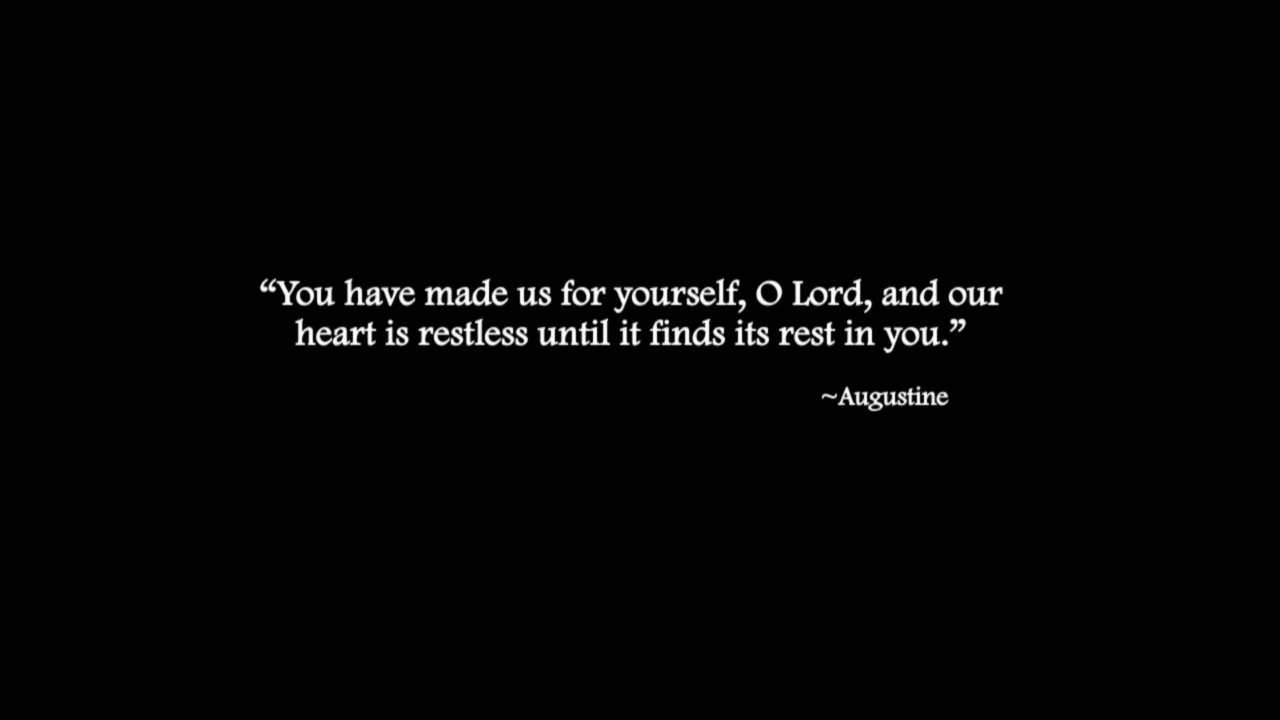 “You have made us for yourself, O Lord, and our
heart is restless until it finds its rest in you.”
~Augustine